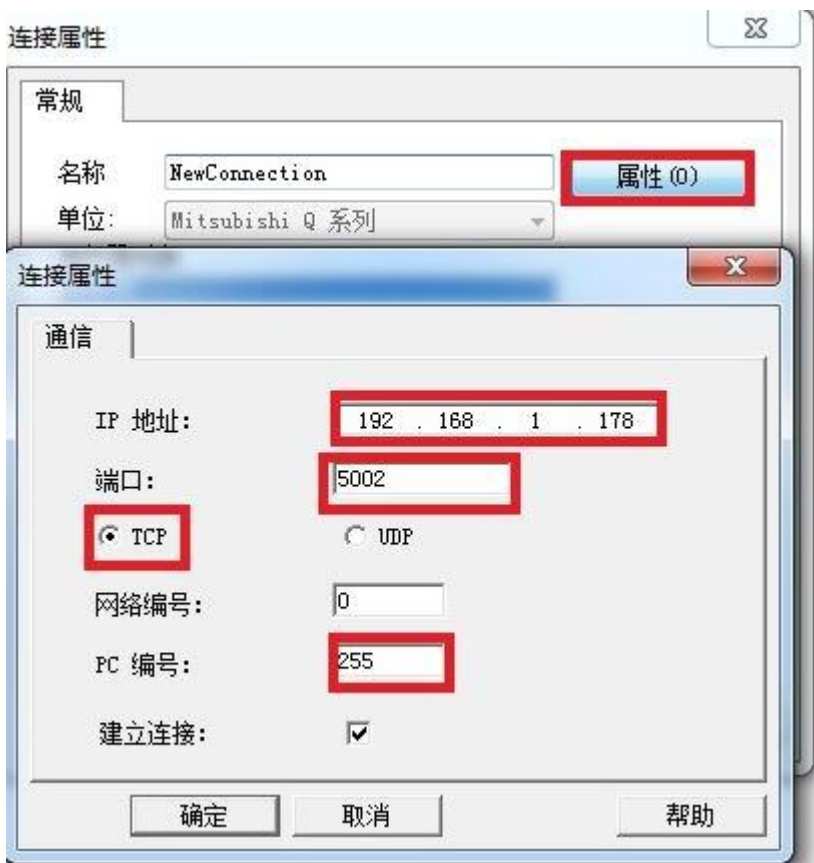 连接属性
常规
名称 NewConnection 属性(O)
单位: Mitsubishi Q 系列
连接属性
通信
IP 地址: 192 . 168 . 1 . 178
端口: 5002
TCP UDP
网络编号: 0
PC 编号: 255
建立连接:
确定 取消 帮助